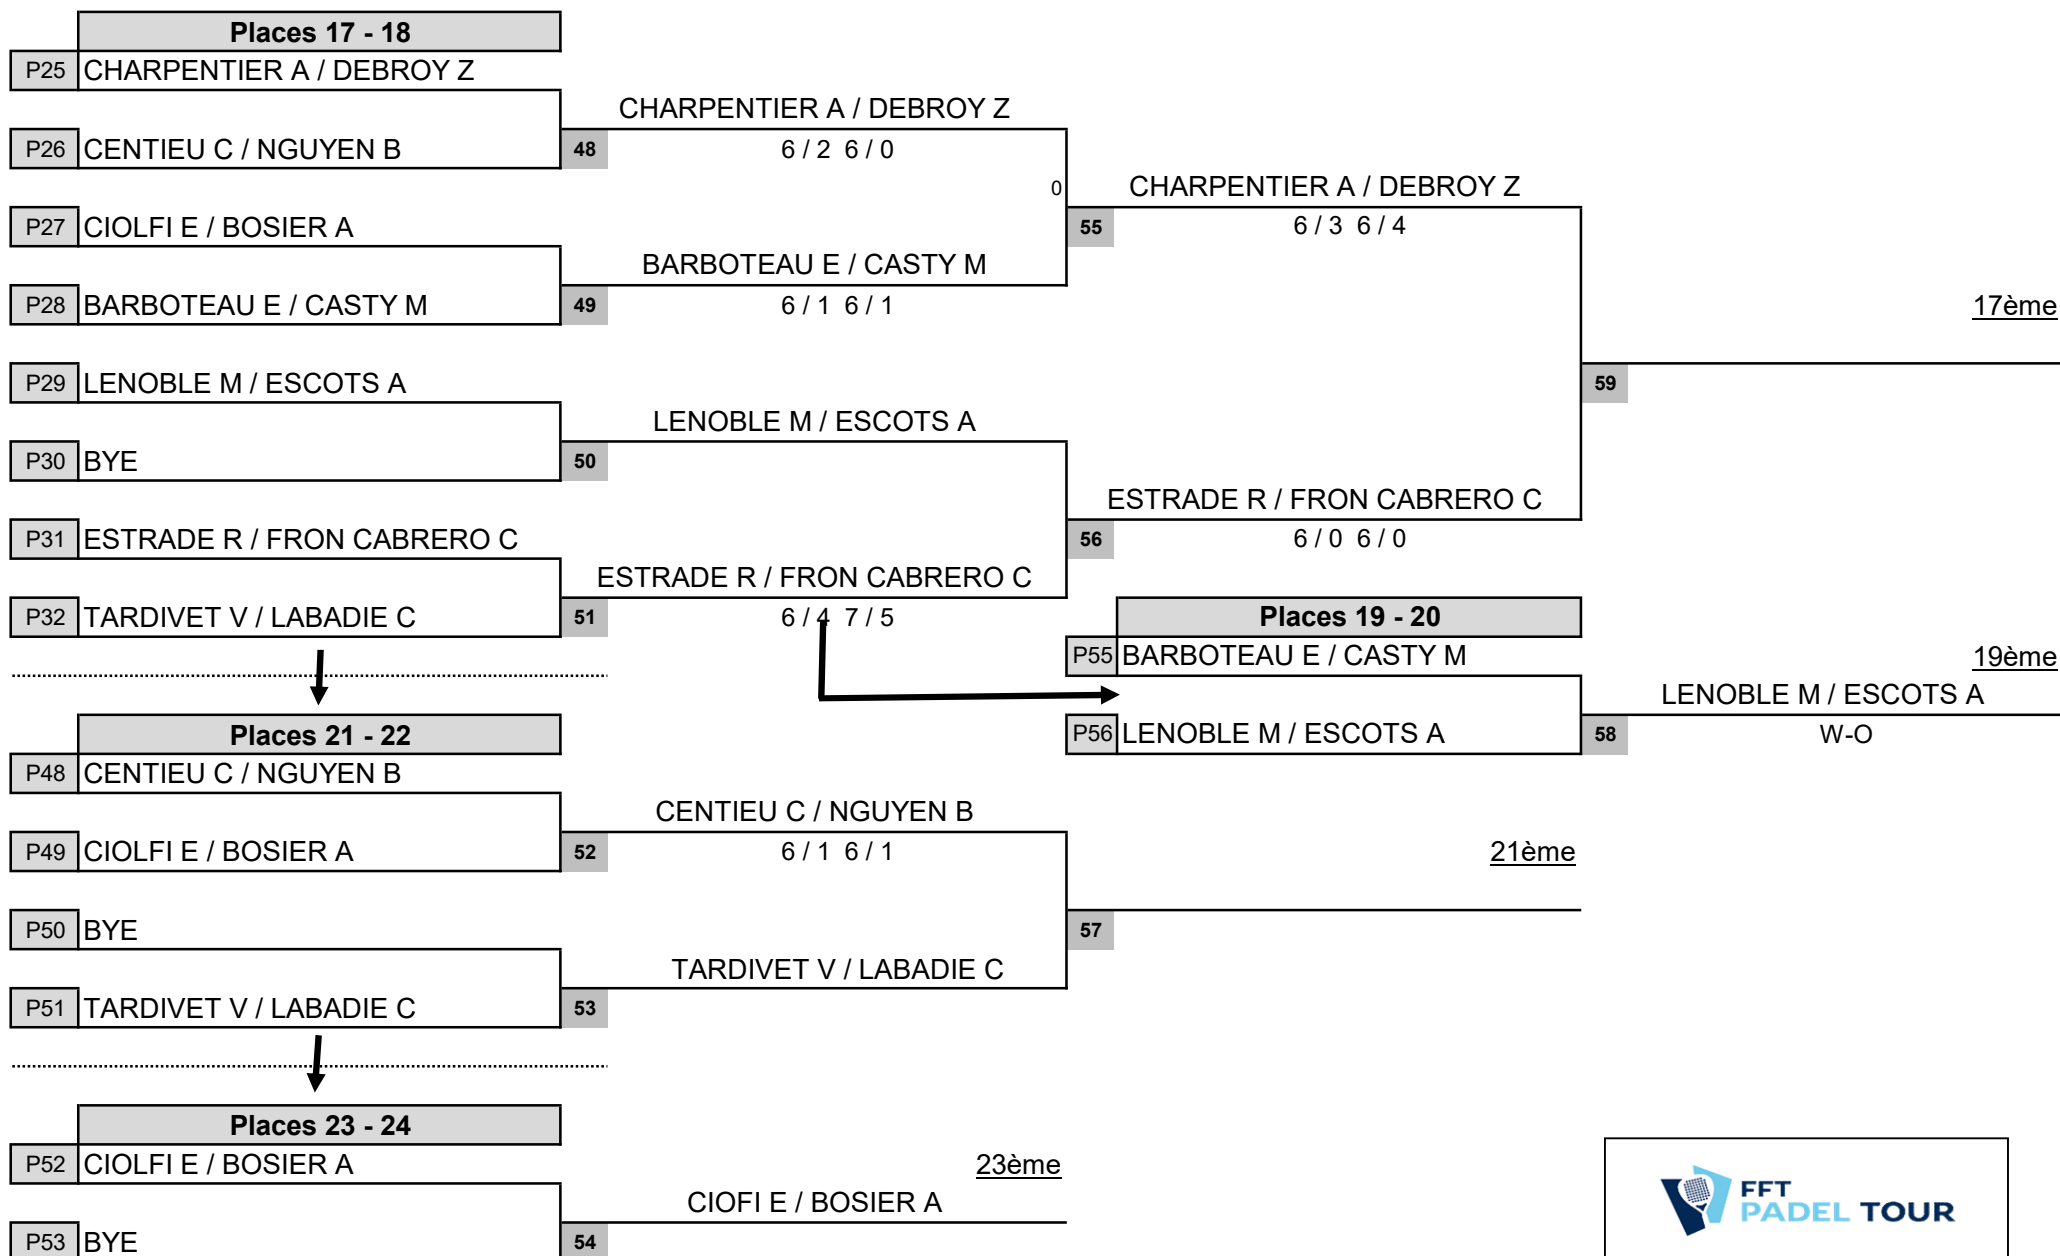 Places 17 - 18
P25 CHARPENTIER A / DEBROY Z
CHARPENTIER A / DEBROY Z
P26 CENTIEU C / NGUYEN B 48 6 / 2 6 / 0
0 CHARPENTIER A / DEBROY Z
P27 CIOLFI E / BOSIER A 55 6 / 3 6 / 4
BARBOTEAU E / CASTY M
P28 BARBOTEAU E / CASTY M 49 6 / 1 6 / 1 17ème
P29 LENOBLE M / ESCOTS A 59
LENOBLE M / ESCOTS A
P30 BYE 50
ESTRADE R / FRON CABRERO C
P31 ESTRADE R / FRON CABRERO C 56 6 / 0 6 / 0
ESTRADE R / FRON CABRERO C
P32 TARDIVET V / LABADIE C 51 6 / 4 7 / 5 Places 19 - 20
P55 BARBOTEAU E / CASTY M 19ème
LENOBLE M / ESCOTS A
Places 21 - 22 P56 LENOBLE M / ESCOTS A 58 W-O
P48 CENTIEU C / NGUYEN B
CENTIEU C / NGUYEN B
P49 CIOLFI E / BOSIER A 52 6 / 1 6 / 1 21ème
P50 BYE 57
TARDIVET V / LABADIE C
P51 TARDIVET V / LABADIE C 53
Places 23 - 24
P52 CIOLFI E / BOSIER A 23ème
CIOFI E / BOSIER A
P53 BYE 54
FFT
PADEL TOUR